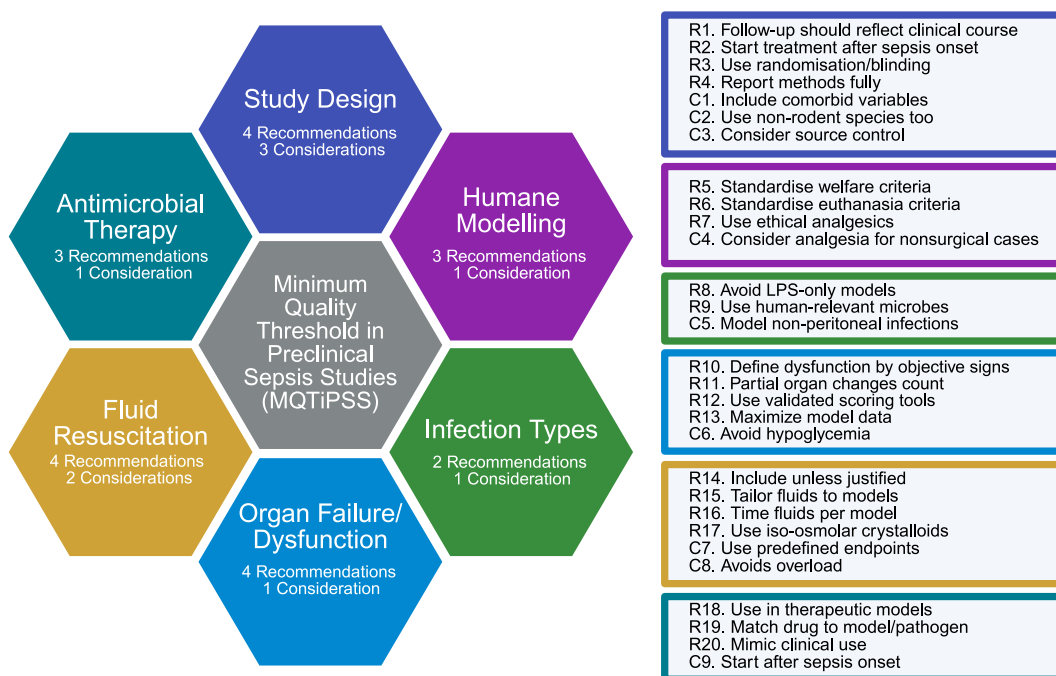 Study Design
4 Recommendations
3 Considerations
Antimicrobial
Therapy
3 Recommendations
1 Consideration
Humane
Modelling
3 Recommendations
1 Consideration
Minimum
Quality
Threshold in
Preclinical
Sepsis Studies
(MQTiPSS)
Fluid
Resuscitation
4 Recommendations
2 Considerations
Infection Types
2 Recommendations
1 Consideration
Organ Failure/
Dysfunction
4 Recommendations
1 Consideration
R1. Follow-up should reflect clinical course
R2. Start treatment after sepsis onset
R3. Use randomisation/blinding
R4. Report methods fully
C1. Include comorbid variables
C2. Use non-rodent species too
C3. Consider source control
R5. Standardise welfare criteria
R6. Standardise euthanasia criteria
R7. Use ethical analgesics
C4. Consider analgesia for nonsurgical cases
R8. Avoid LPS-only models
R9. Use human-relevant microbes
C5. Model non-peritoneal infections
R10. Define dysfunction by objective signs
R11. Partial organ changes count
R12. Use validated scoring tools
R13. Maximize model data
C6. Avoid hypoglycemia
R14. Include unless justified
R15. Tailor fluids to models
R16. Time fluids per model
R17. Use iso-osmolar crystalloids
C7. Use predefined endpoints
C8. Avoids overload
R18. Use in therapeutic models
R19. Match drug to model/pathogen
R20. Mimic clinical use
C9. Start after sepsis onset